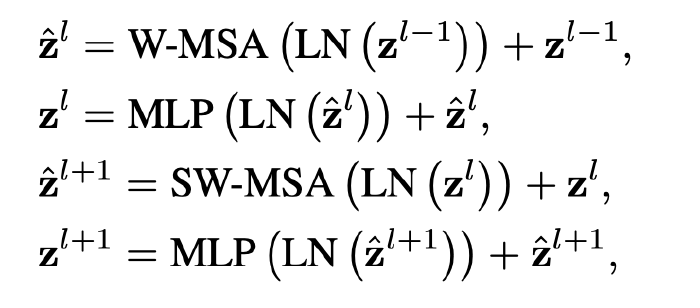 ẑ^l = W-MSA (LN (z^{l−1})) + z^{l−1},
z^l = MLP (LN (ẑ^l)) + ẑ^l,
ẑ^{l+1} = SW-MSA (LN (z^l)) + z^l,
z^{l+1} = MLP (LN (ẑ^{l+1})) + ẑ^{l+1},